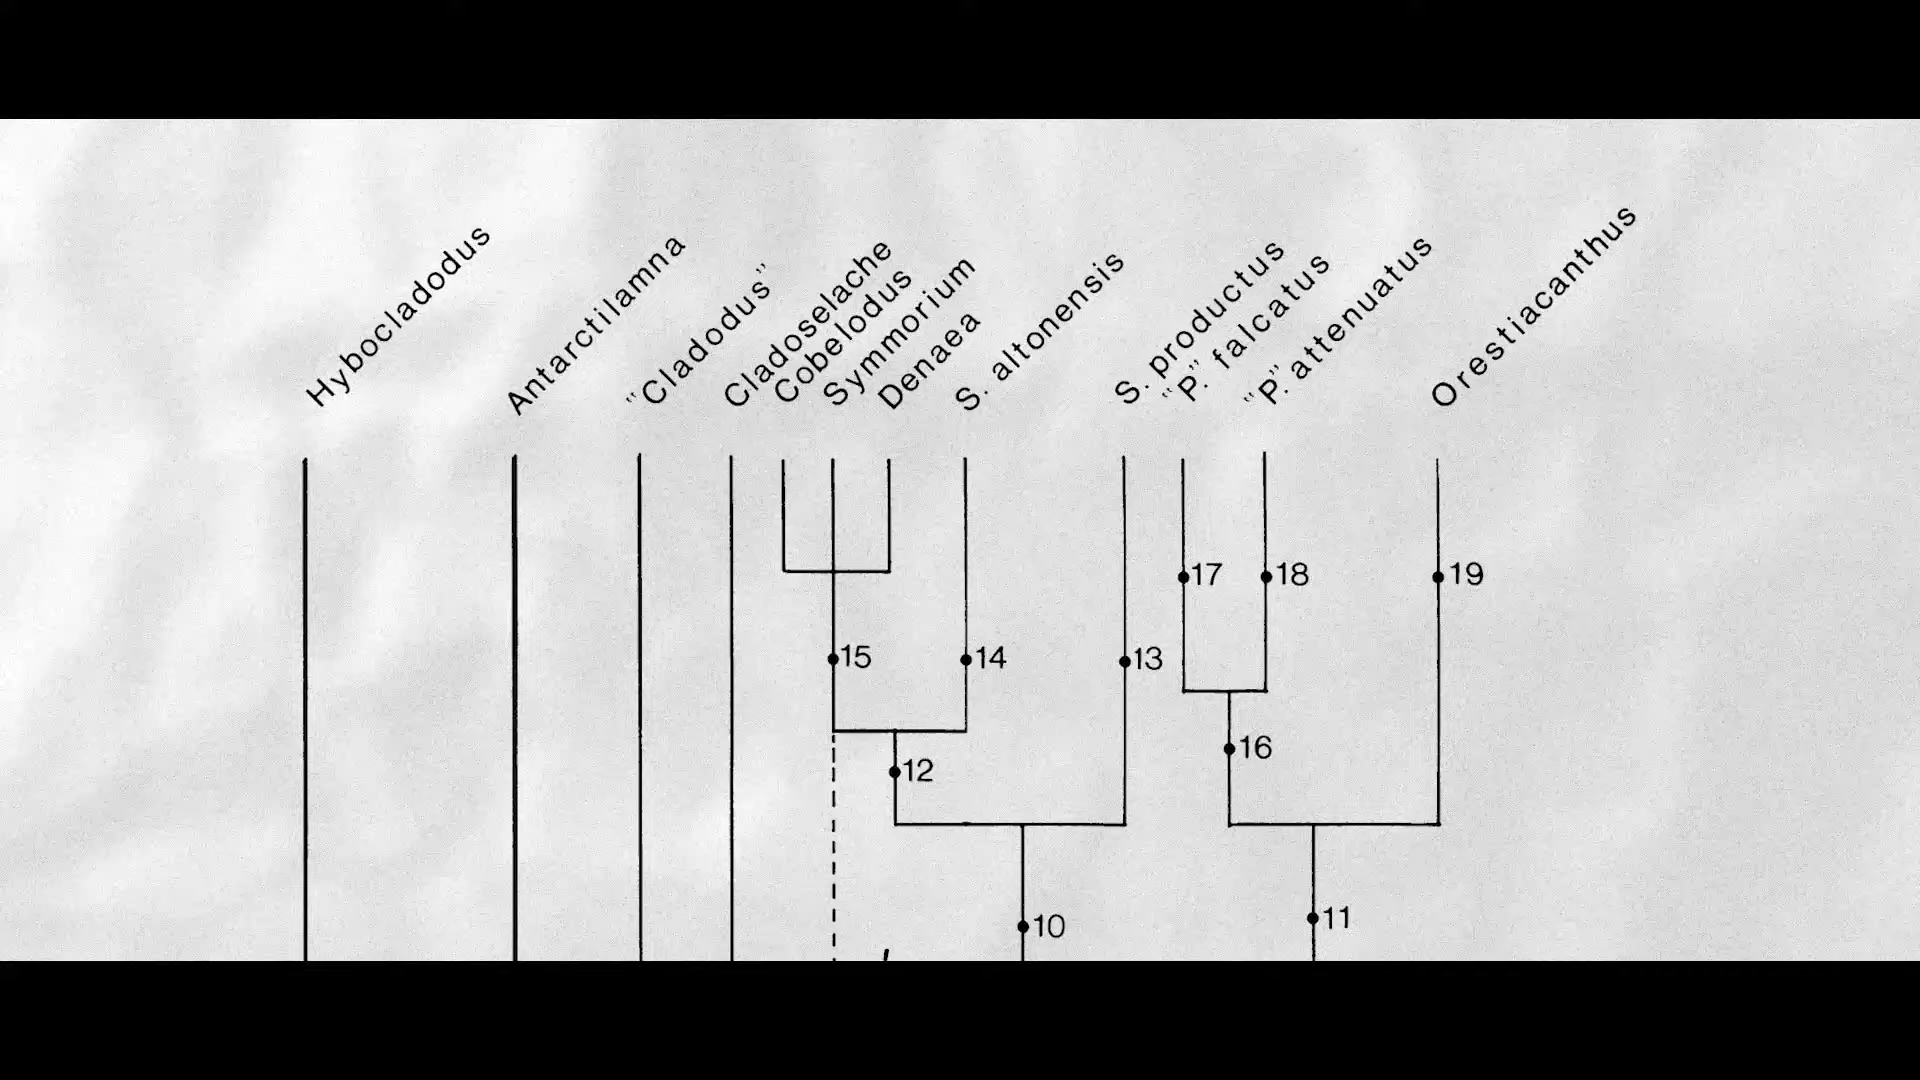 Hybocladodus
Antarctilamna
"Cladodus"
Cladoselache
Cobelodus
Symmorium
Denaea
S. altonensis
S. productus
"P." falcatus
"P." attenuatus
Orestiacanthus
17
18
19
15
14
13
16
12
10
11